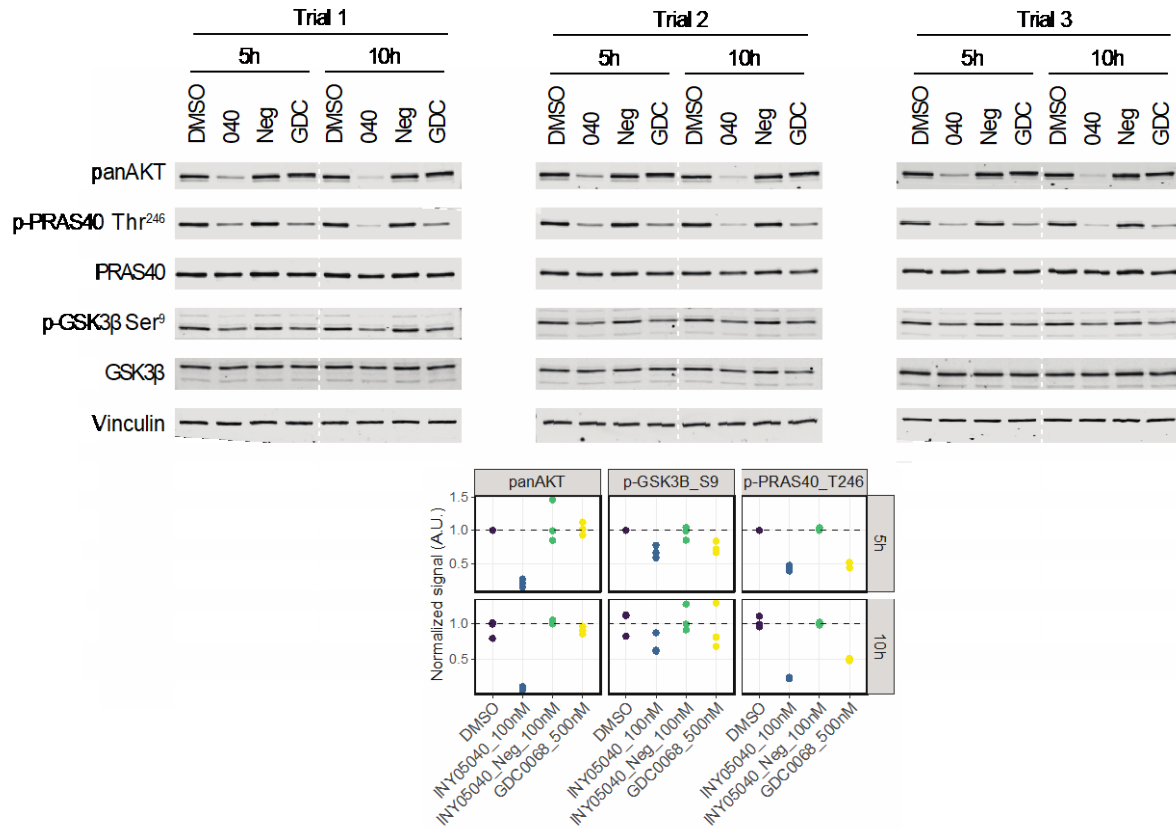 Trial 1 Trial 2 Trial 3
5h 10h 5h 10h 5h 10h
DMSO 040 Neg GDC DMSO 040 Neg GDC DMSO 040 Neg GDC DMSO 040 Neg GDC DMSO 040 Neg GDC DMSO 040 Neg GDC
panAKT
p-PRAS40 Thr²⁴⁶
PRAS40
p-GSK3β Ser⁹
GSK3β
Vinculin
panAKT p-GSK3B_S9 p-PRAS40_T246
Normalized signal (A.U.)
1.5
1.0
0.5
5h
1.0
0.5
10h
DMSO INY05040_100nM INY05040_Neg_100nM GDC0068_500nM DMSO INY05040_100nM INY05040_Neg_100nM GDC0068_500nM DMSO INY05040_100nM INY05040_Neg_100nM GDC0068_500nM